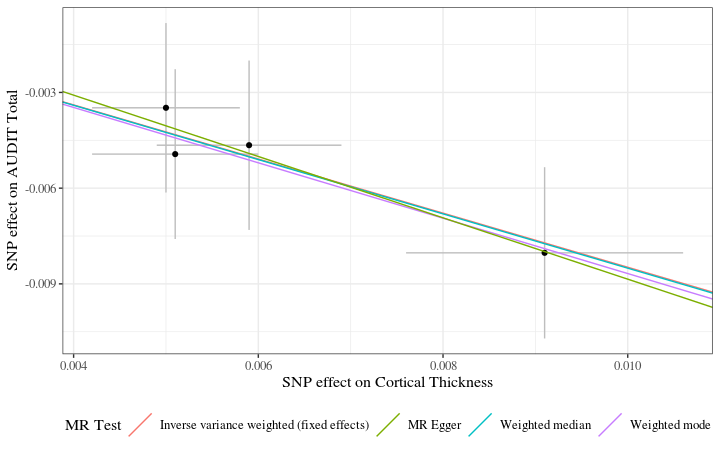 SNP effect on AUDIT Total
-0.003
-0.006
-0.009
0.004 0.006 0.008 0.010
SNP effect on Cortical Thickness
MR Test Inverse variance weighted (fixed effects) MR Egger Weighted median Weighted mode